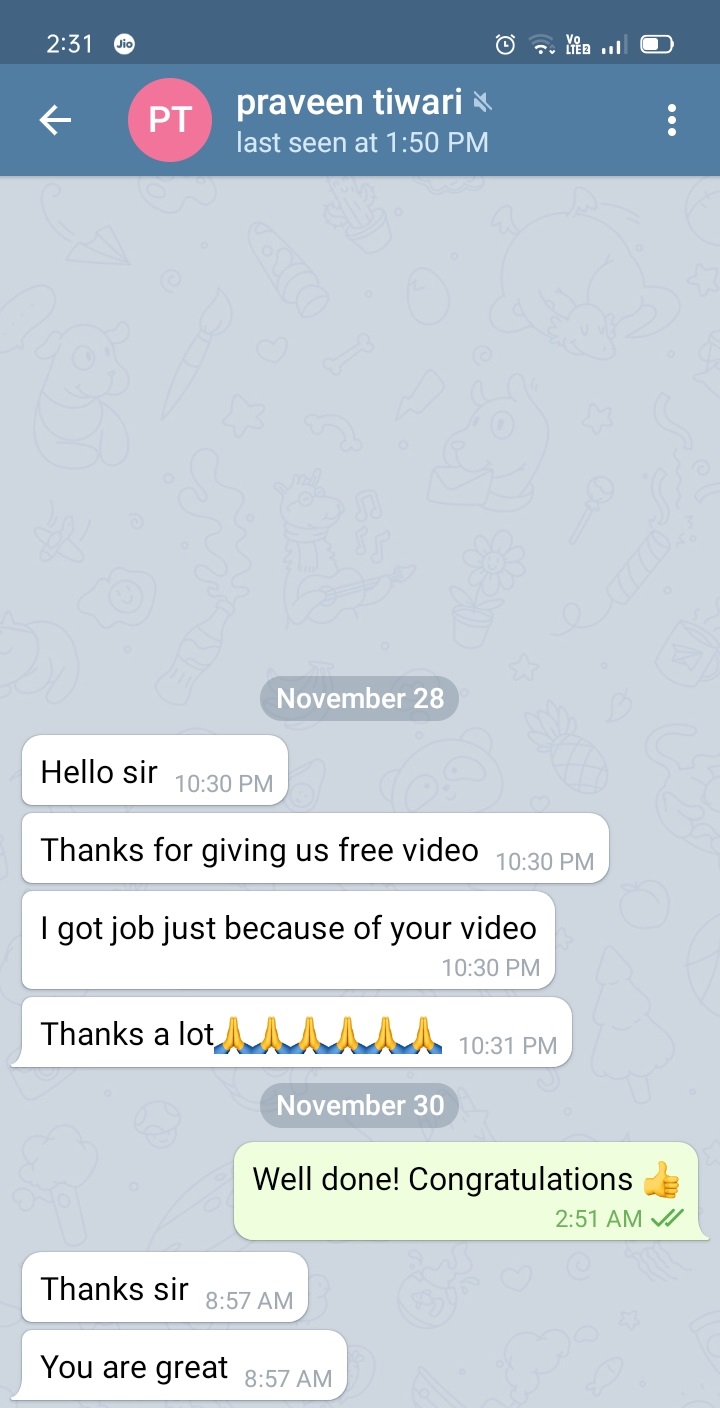 2:31 Jio Vo LTE2
PT praveen tiwari
last seen at 1:50 PM
November 28
Hello sir 10:30 PM
Thanks for giving us free video 10:30 PM
I got job just because of your video
10:30 PM
Thanks a lot🙏🙏🙏🙏🙏🙏 10:31 PM
November 30
Well done! Congratulations 👍
2:51 AM
Thanks sir 8:57 AM
You are great 8:57 AM